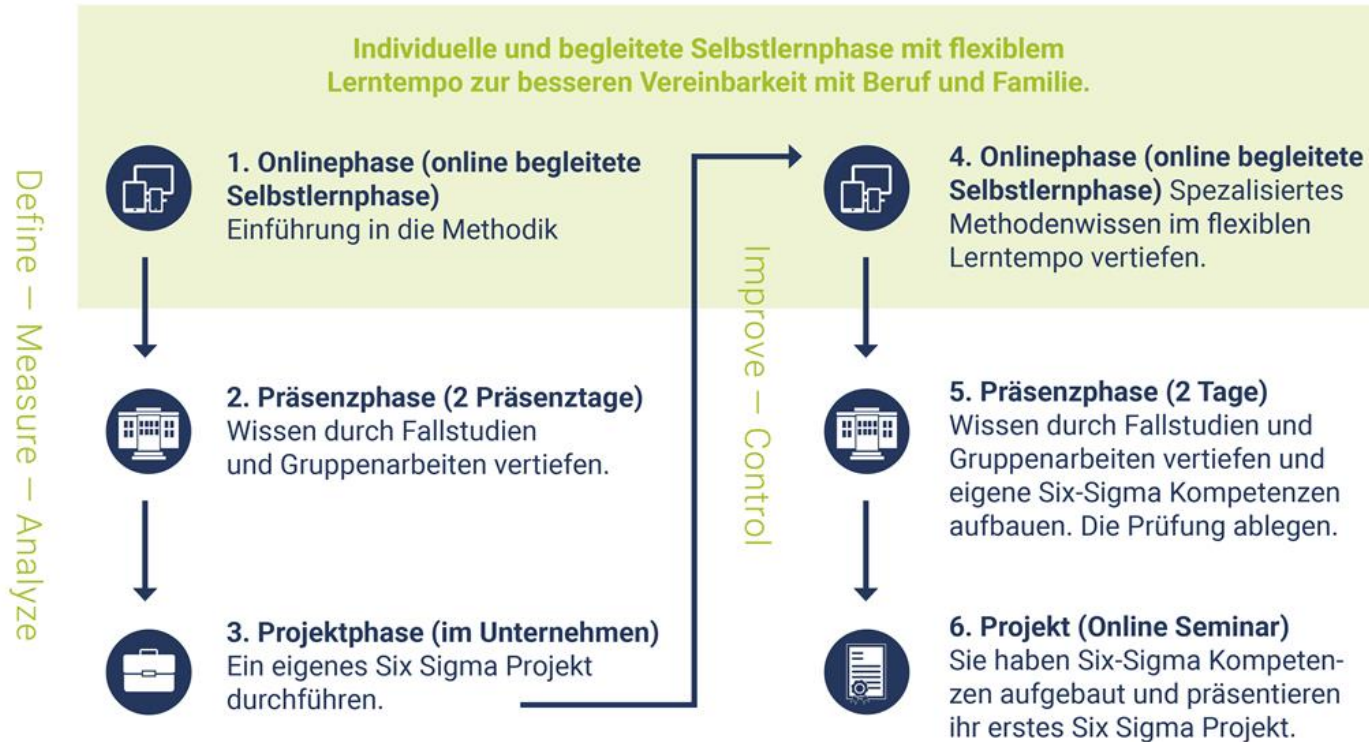 Individuelle und begleitete Selbstlernphase mit flexiblem
Lerntempo zur besseren Vereinbarkeit mit Beruf und Familie.
Define — Measure — Analyze
1. Onlinephase (online begleitete
Selbstlernphase)
Einführung in die Methodik
2. Präsenzphase (2 Präsenztage)
Wissen durch Fallstudien
und Gruppenarbeiten vertiefen.
3. Projektphase (im Unternehmen)
Ein eigenes Six Sigma Projekt
durchführen.
Improve — Control
4. Onlinephase (online begleitete
Selbstlernphase) Spezalisiertes
Methodenwissen im flexiblen
Lerntempo vertiefen.
5. Präsenzphase (2 Tage)
Wissen durch Fallstudien und
Gruppenarbeiten vertiefen und
eigene Six-Sigma Kompetenzen
aufbauen. Die Prüfung ablegen.
6. Projekt (Online Seminar)
Sie haben Six-Sigma Kompeten-
zen aufgebaut und präsentieren
ihr erstes Six Sigma Projekt.